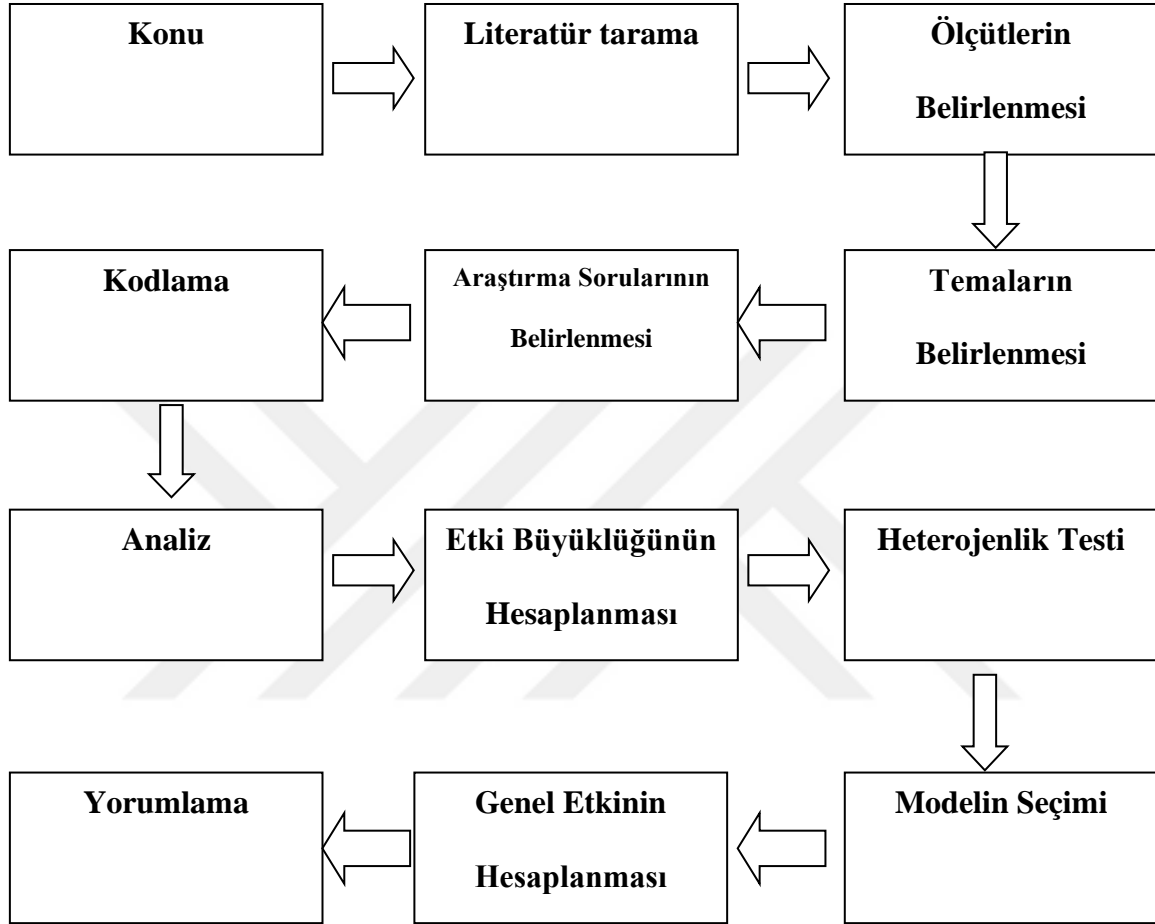 Konu
Literatür tarama
Ölçütlerin
Belirlenmesi
Temaların
Belirlenmesi
Araştırma Sorularının
Belirlenmesi
Kodlama
Analiz
Etki Büyüklüğünün
Hesaplanması
Heterojenlik Testi
Modelin Seçimi
Genel Etkinin
Hesaplanması
Yorumlama